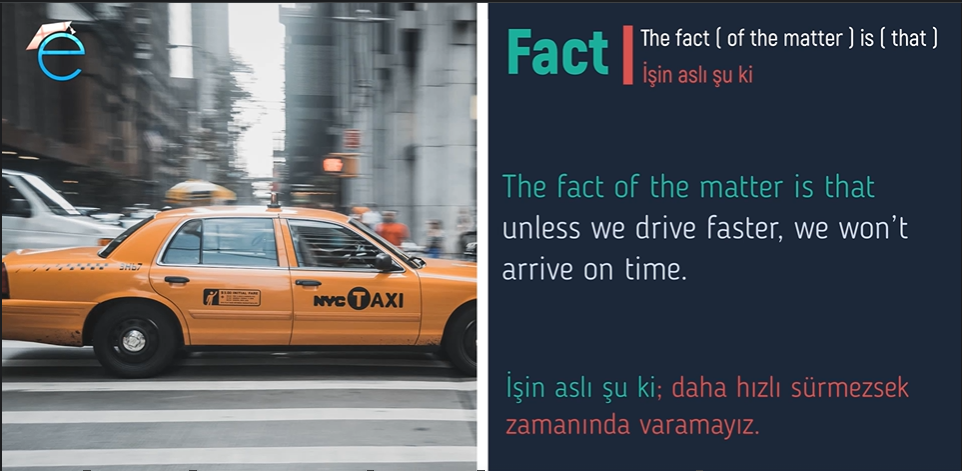 e
Fact
The fact ( of the matter ) is ( that )
İşin aslı şu ki
NYC TAXI
The fact of the matter is that
unless we drive faster, we won't
arrive on time.
İşin aslı şu ki; daha hızlı sürmezsek
zamanında varamayız.